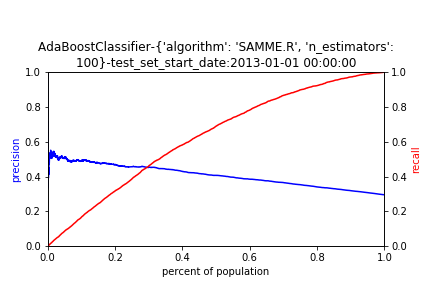 AdaBoostClassifier-{'algorithm': 'SAMME.R', 'n_estimators':
100}-test_set_start_date:2013-01-01 00:00:00
1.0
0.8
0.6
0.4
0.2
0.0
precision
1.0
0.8
0.6
0.4
0.2
0.0
recall
0.0 0.2 0.4 0.6 0.8 1.0
percent of population